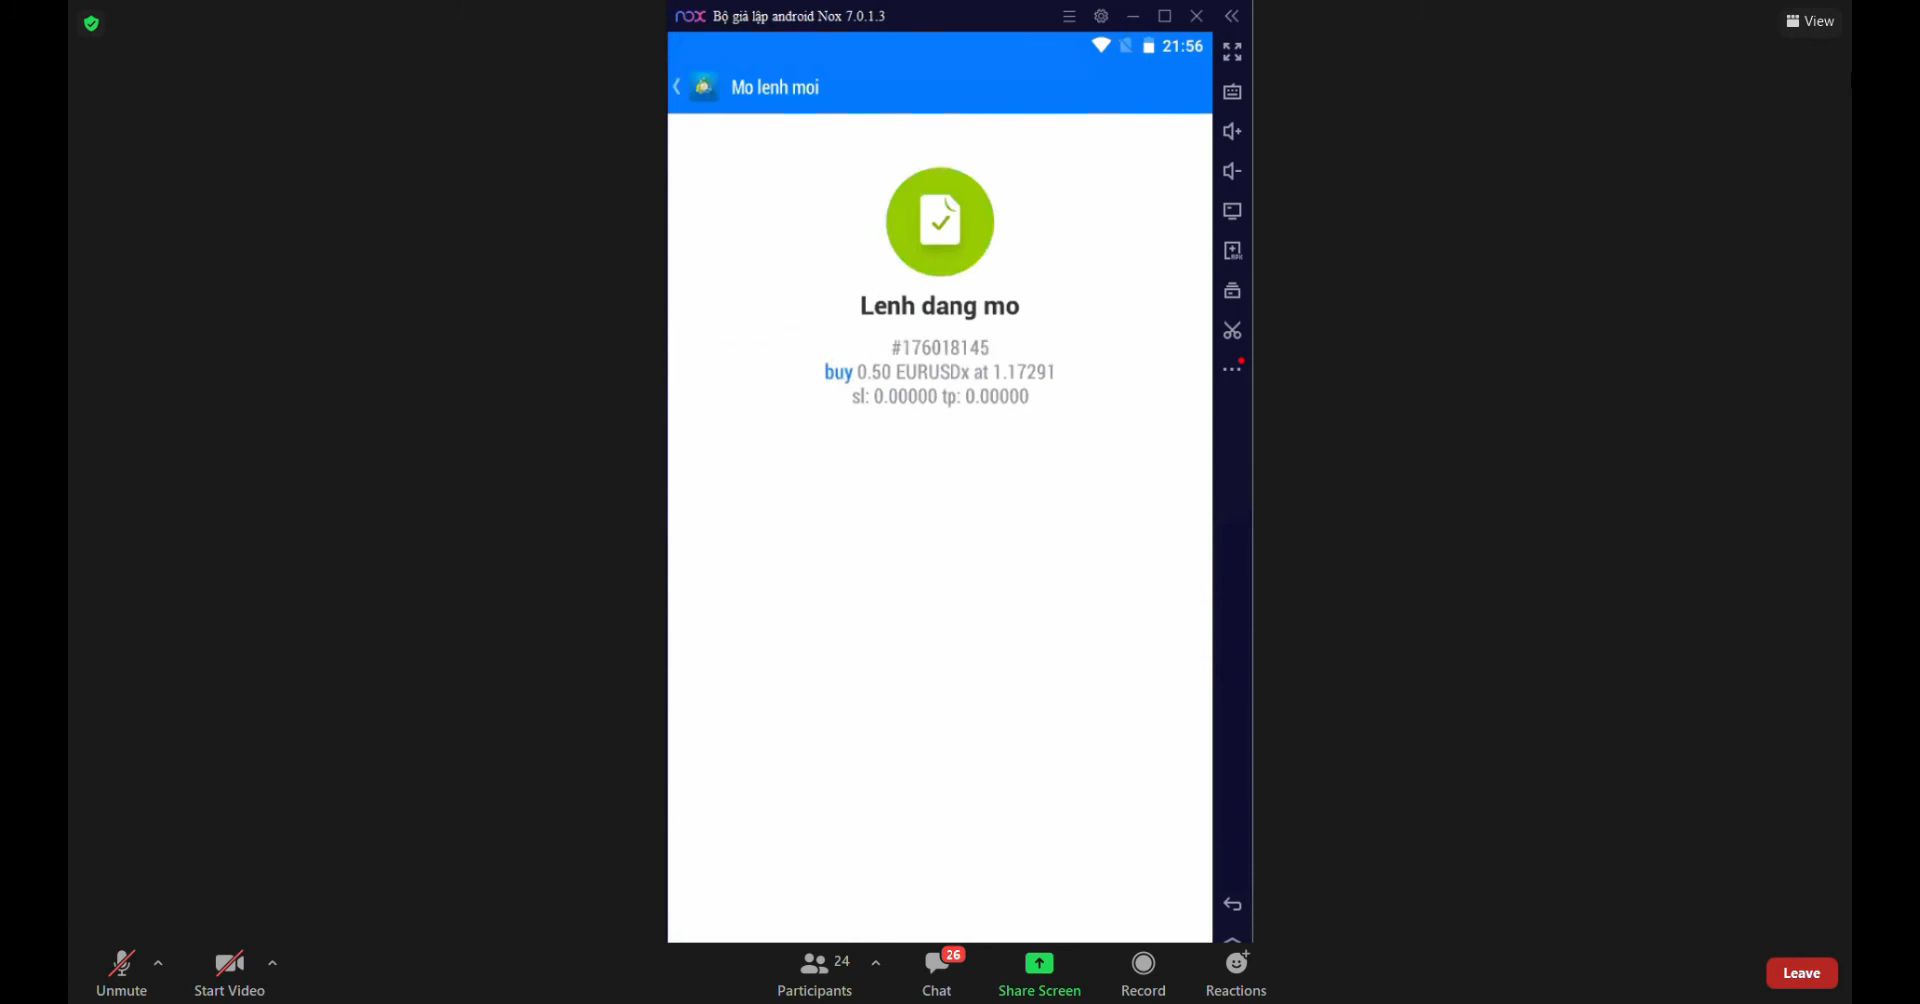 nox Bộ giả lập android Nox 7.0.1.3
View
21:56
Mo lenh moi
Lenh dang mo
#176018145
buy 0.50 EURUSDx at 1.17291
sl: 0.00000 tp: 0.00000
24
26
Unmute
Start Video
Participants
Chat
Share Screen
Record
Reactions
Leave